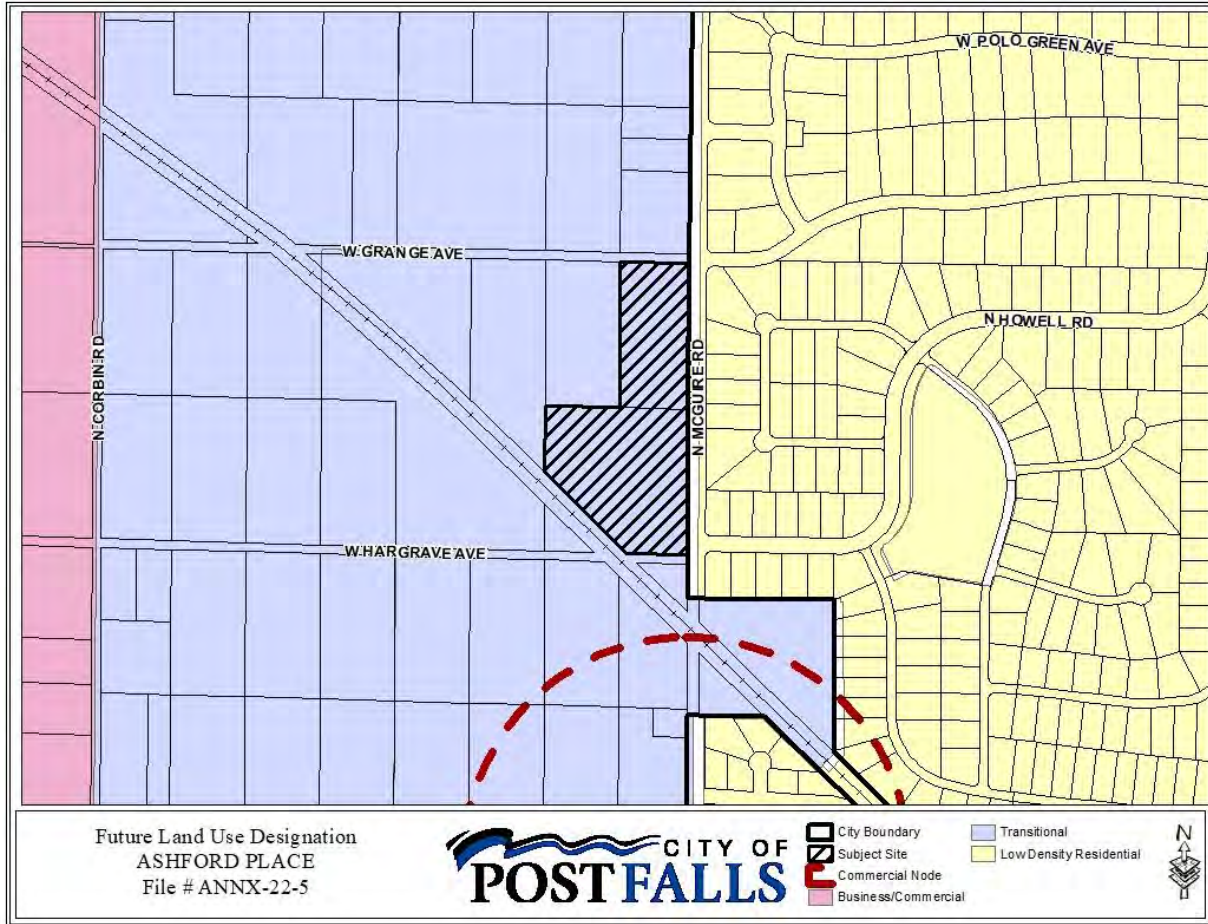 W POLO GREEN AVE
W GRANGE AVE
N HOWELL RD
N CORBIN RD
N MCGUIRE RD
W HARGRAVE AVE
Future Land Use Designation
ASHFORD PLACE
File # ANNX-22-5
CITY OF
POST FALLS
City Boundary
Subject Site
Commercial Node
Business/Commercial
Transitional
Low Density Residential
N